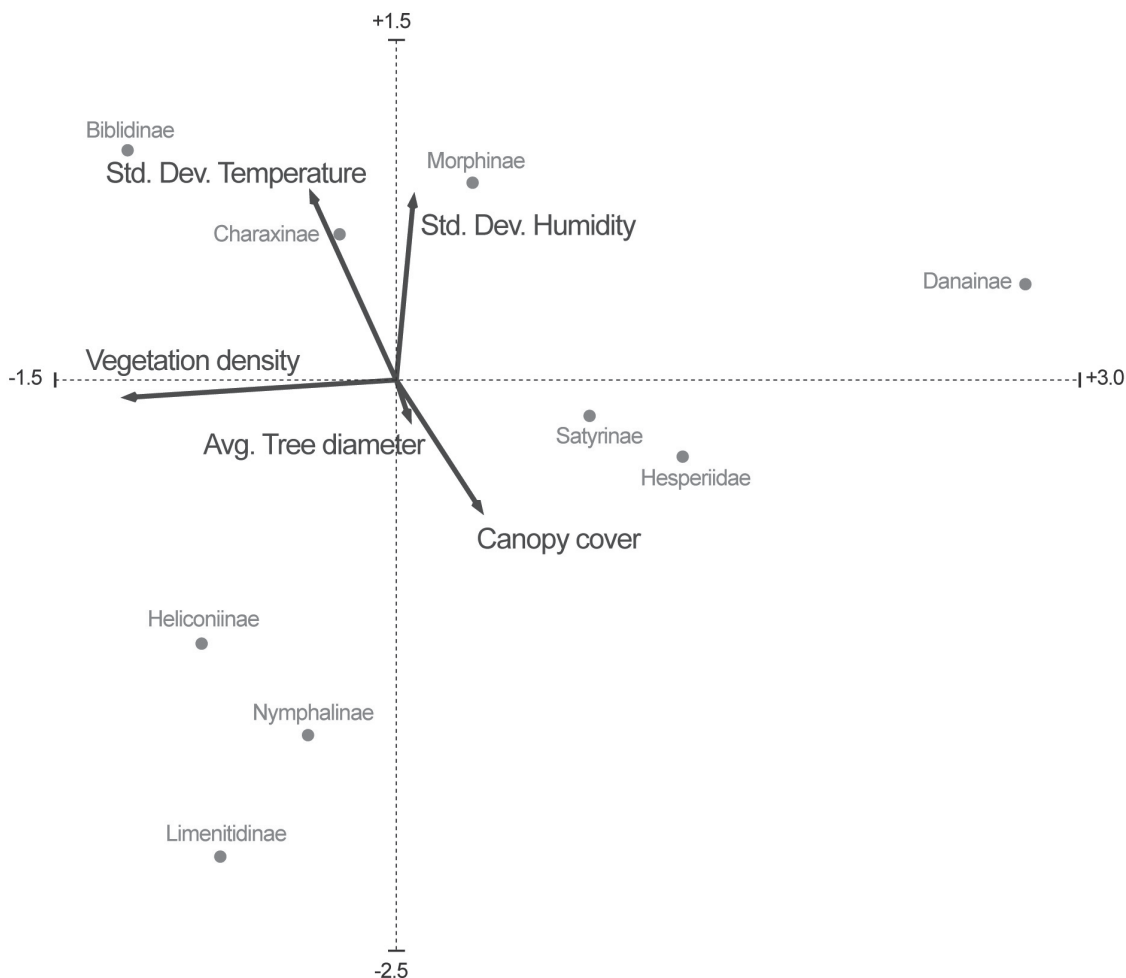 +1.5
Biblidinae
Std. Dev. Temperature
Morphinae
Charaxinae
Std. Dev. Humidity
Danainae
Vegetation density
-1.5
+3.0
Avg. Tree diameter
Satyrinae
Hesperiidae
Canopy cover
Heliconiinae
Nymphalinae
Limenitidinae
-2.5